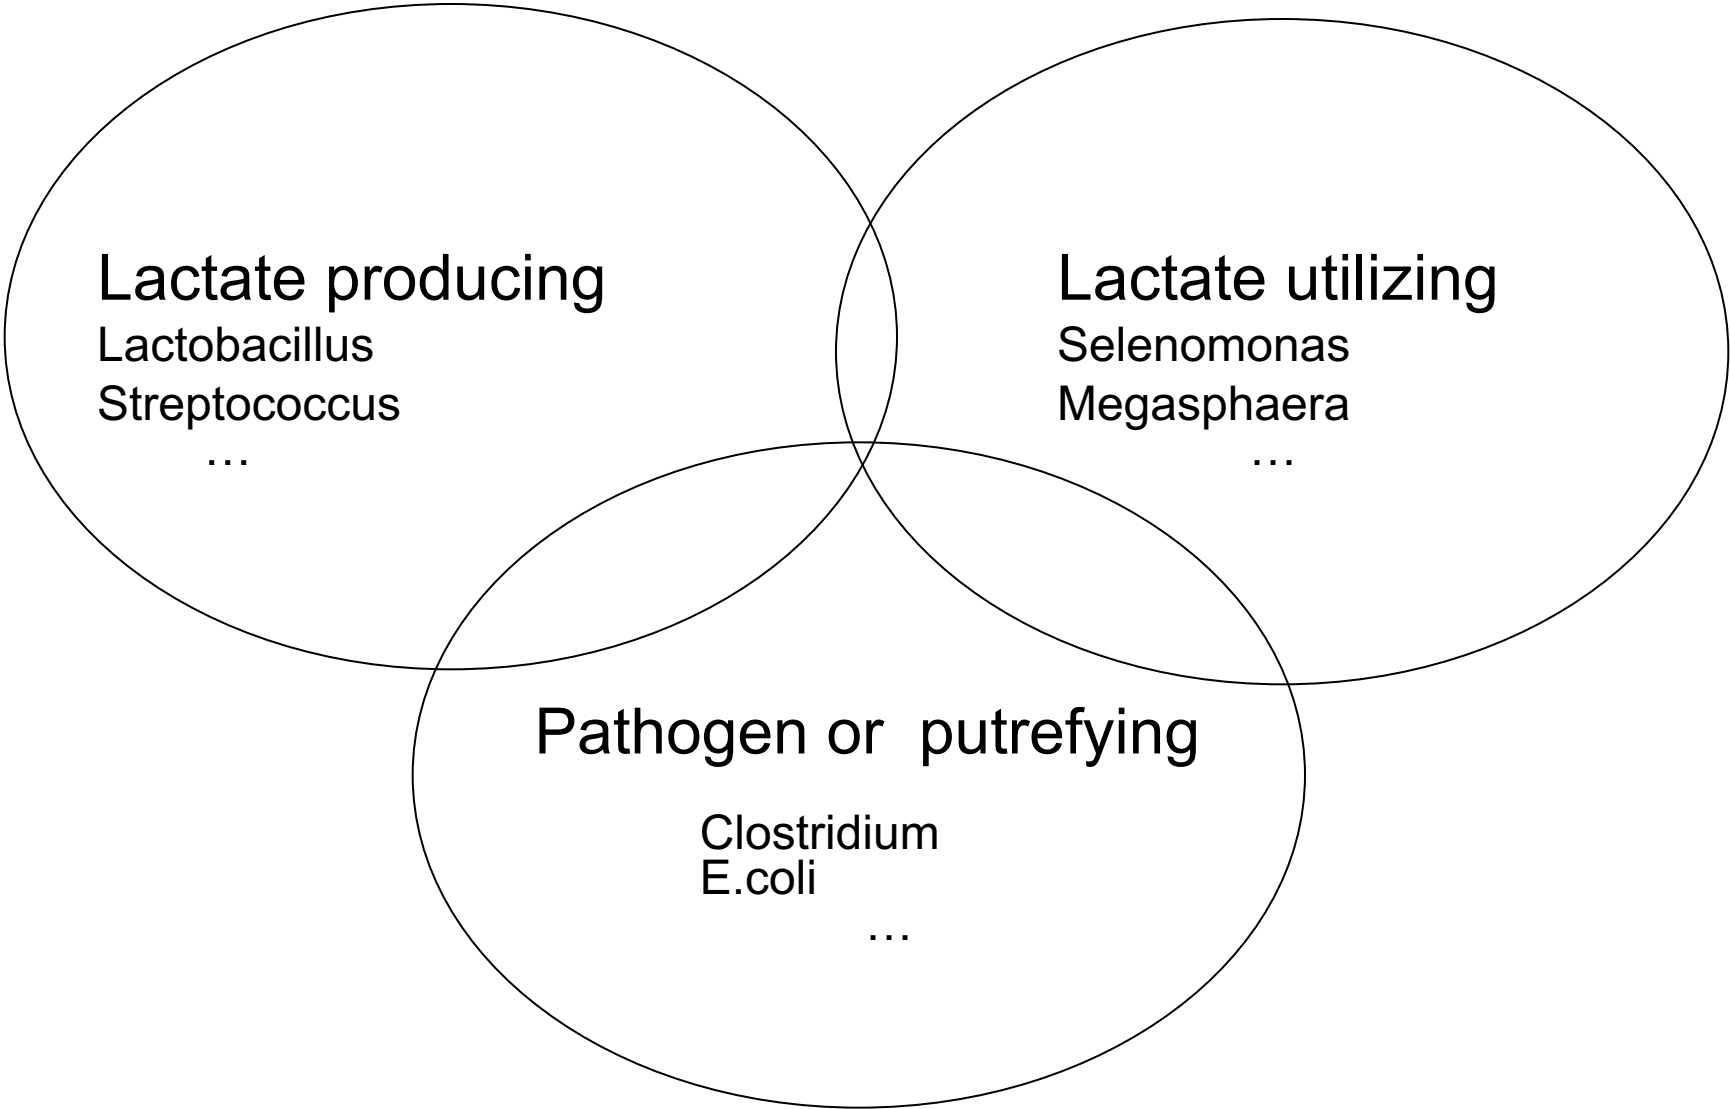 Lactate producing
Lactobacillus
Streptococcus
…
Lactate utilizing
Selenomonas
Megasphaera
…
Pathogen or  putrefying
Clostridium
E.coli
…